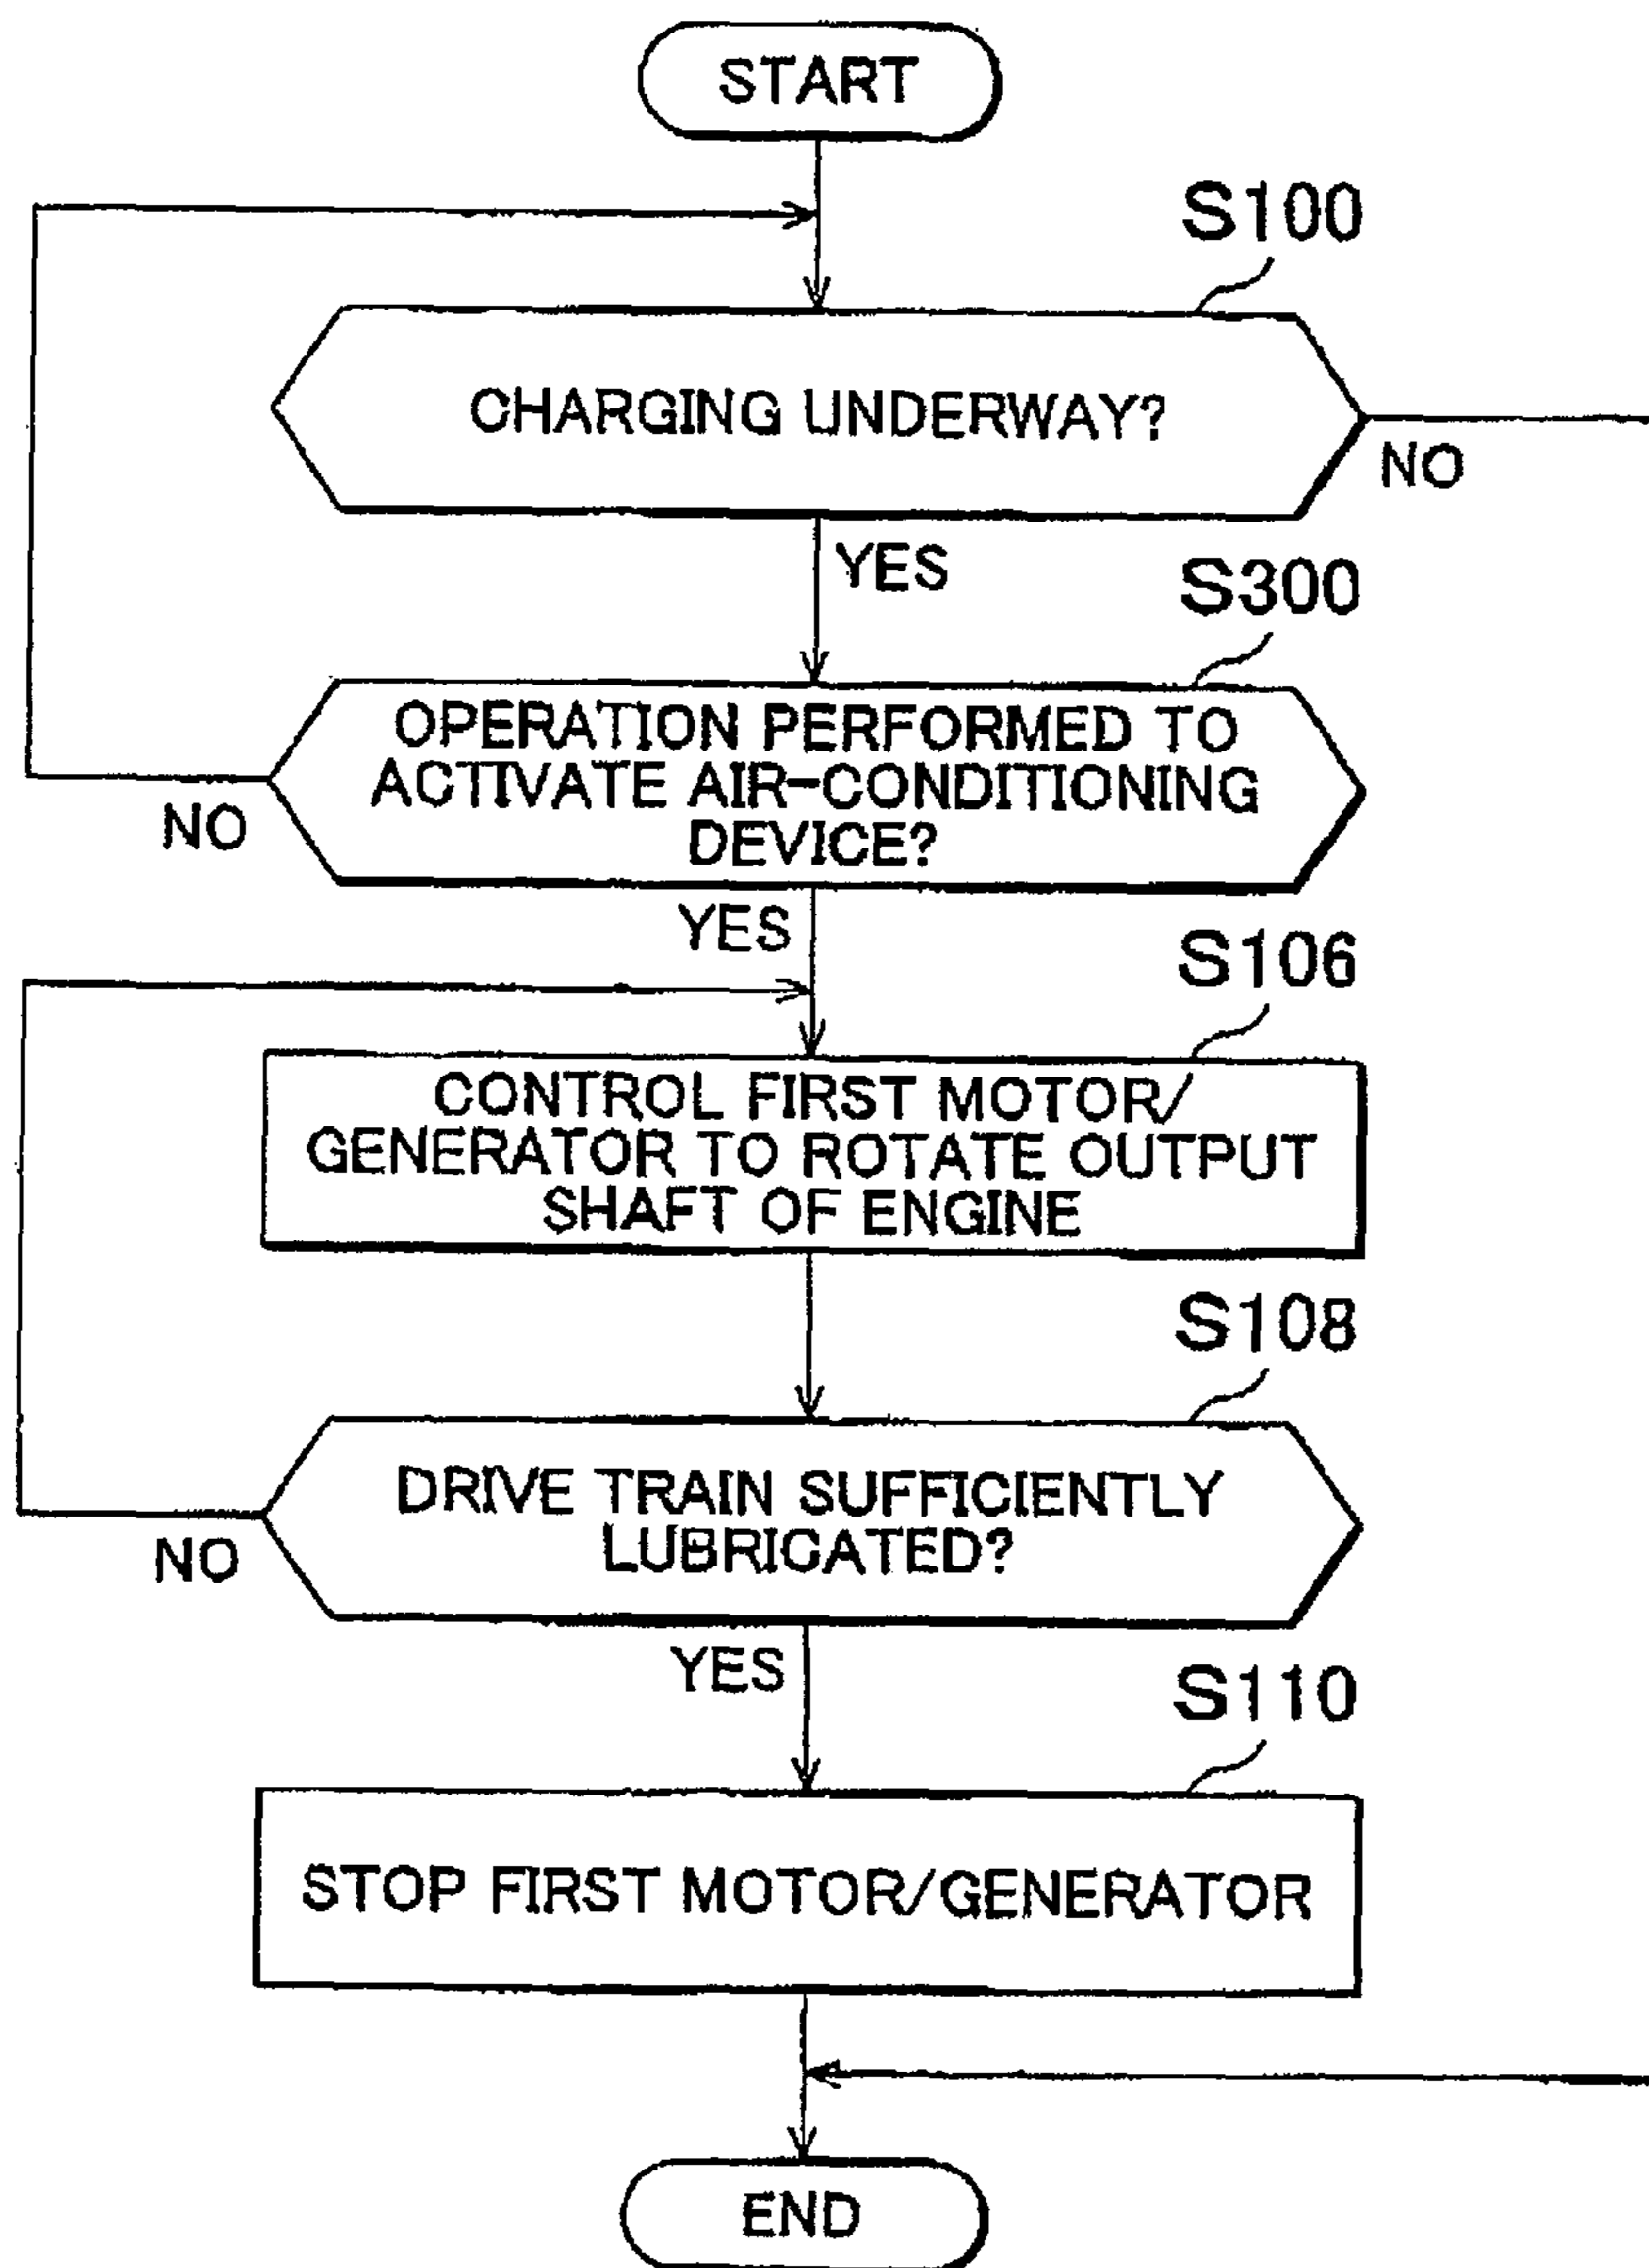 START
S100
CHARGING UNDERWAY?
NO
YES
S300
OPERATION PERFORMED TO
ACTIVATE AIR-CONDITIONING
DEVICE?
NO
YES
S106
CONTROL FIRST MOTOR/
GENERATOR TO ROTATE OUTPUT
SHAFT OF ENGINE
S108
DRIVE TRAIN SUFFICIENTLY
LUBRICATED?
NO
YES
S110
STOP FIRST MOTOR/GENERATOR
END